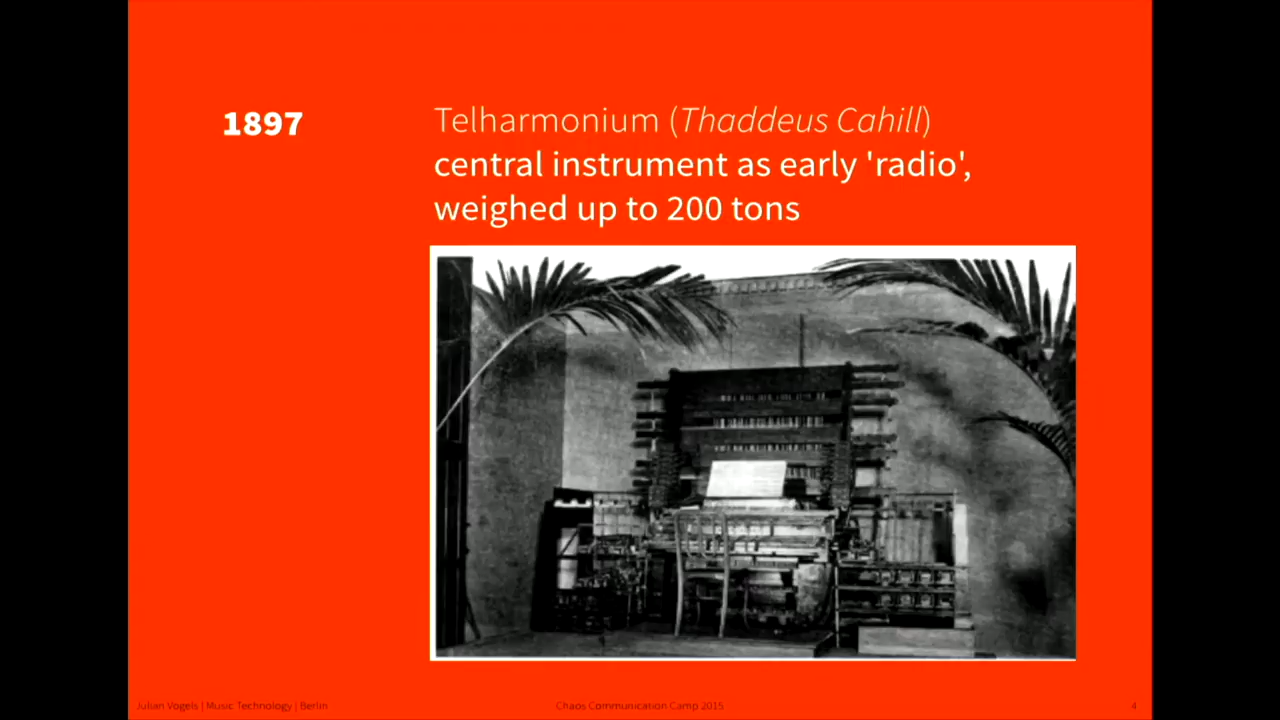 1897
Telharmonium (Thaddeus Cahill)
central instrument as early 'radio',
weighed up to 200 tons
Julian Vogels | Music Technology | Berlin
Chaos Communication Camp 2015
4